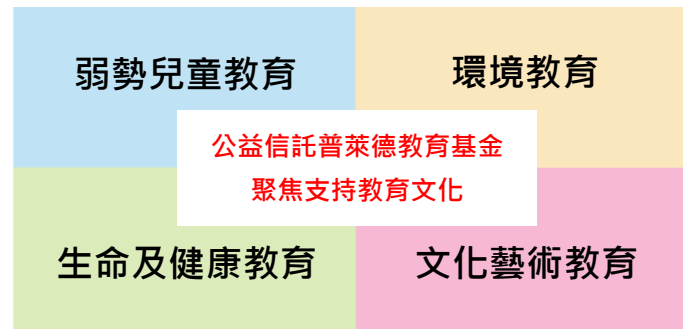 弱勢兒童教育
環境教育
公益信託普萊德教育基金
聚焦支持教育文化
生命及健康教育
文化藝術教育